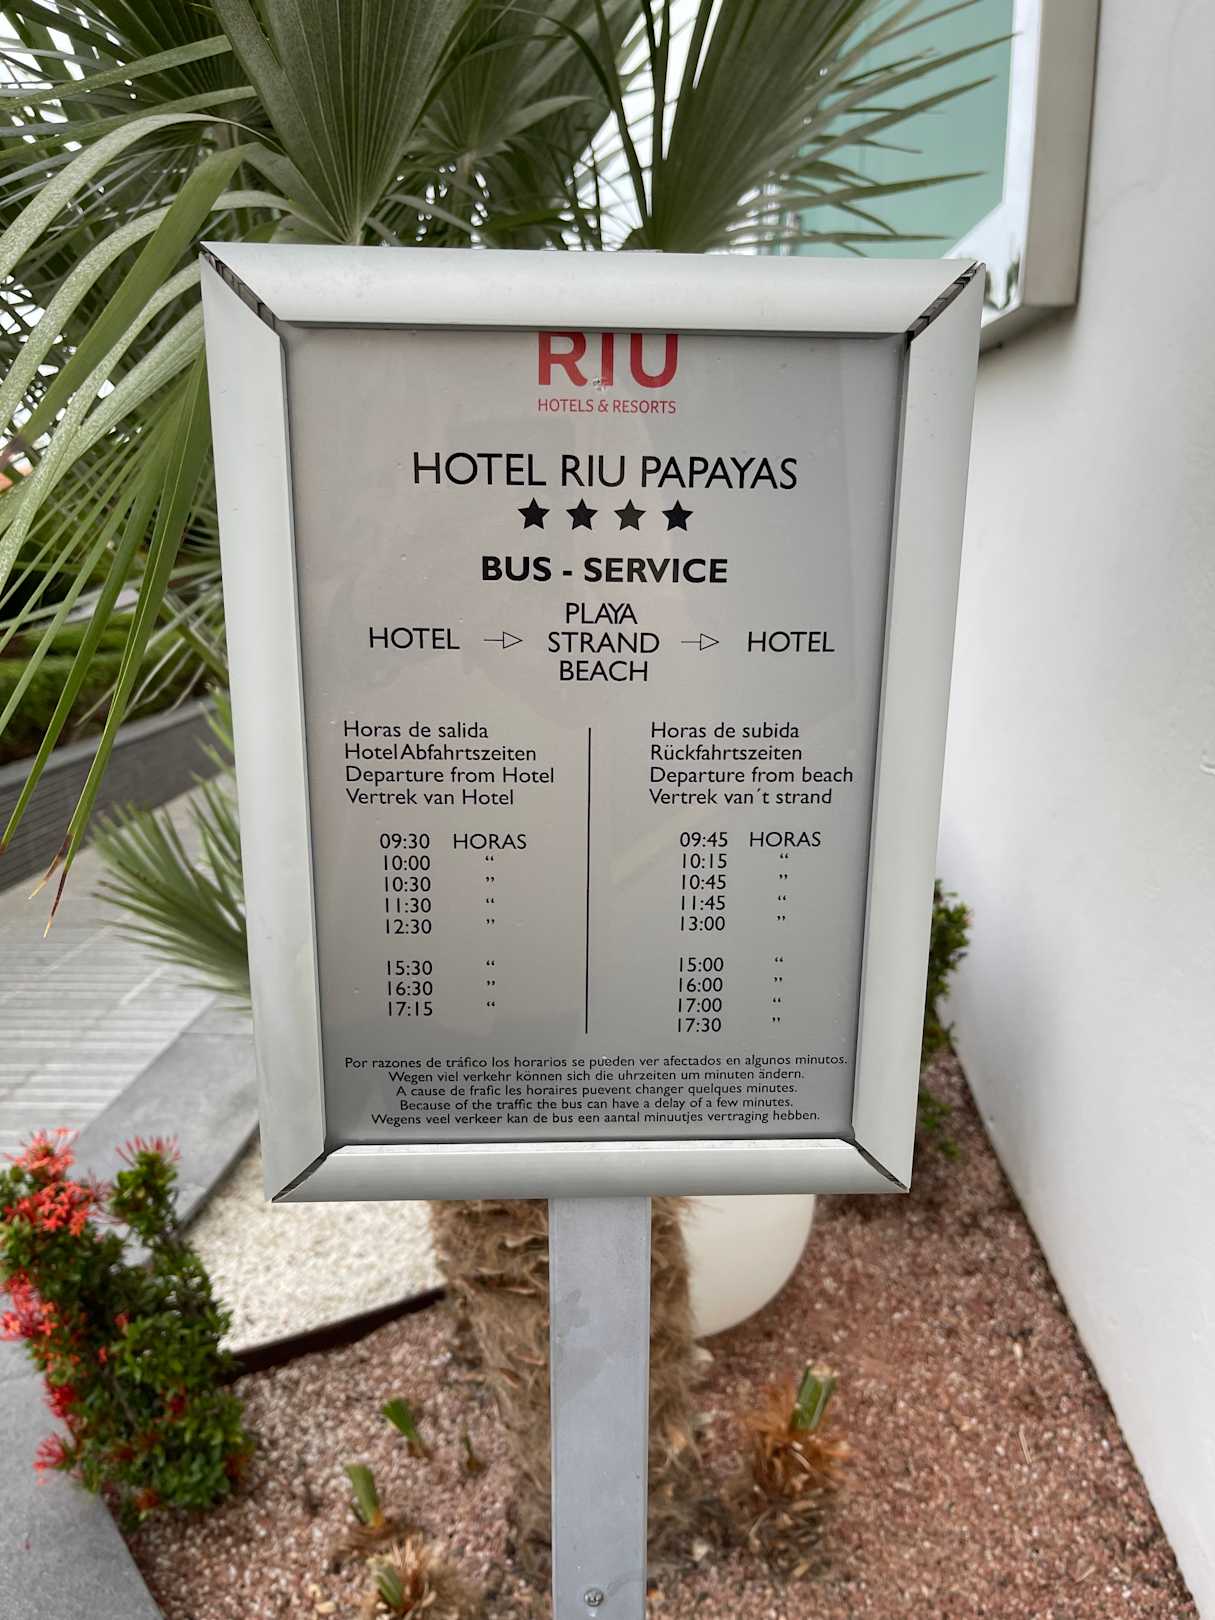 RIU
HOTELS & RESORTS
HOTEL RIU PAPAYAS
★ ★ ★ ★
BUS - SERVICE
HOTEL → PLAYA STRAND BEACH → HOTEL
Horas de salida
HotelAbfahrtszeiten
Departure from Hotel
Vertrek van Hotel
09:30 HORAS
10:00 “
10:30 ”
11:30 “
12:30 ”
15:30 “
16:30 ”
17:15 “
Horas de subida
Rückfahrtszeiten
Departure from beach
Vertrek van´t strand
09:45 HORAS
10:15 “
10:45 ”
11:45 “
13:00 ”
15:00 “
16:00 ”
17:00 “
17:30 ”
Por razones de tráfico los horarios se pueden ver afectados en algunos minutos.
Wegen viel verkehr können sich die uhrzeiten um minuten ändern.
A cause de frafic les horaires puevent changer quelques minutes.
Because of the traffic the bus can have a delay of a few minutes.
Wegens veel verkeer kan de bus een aantal minuutjes vertraging hebben.